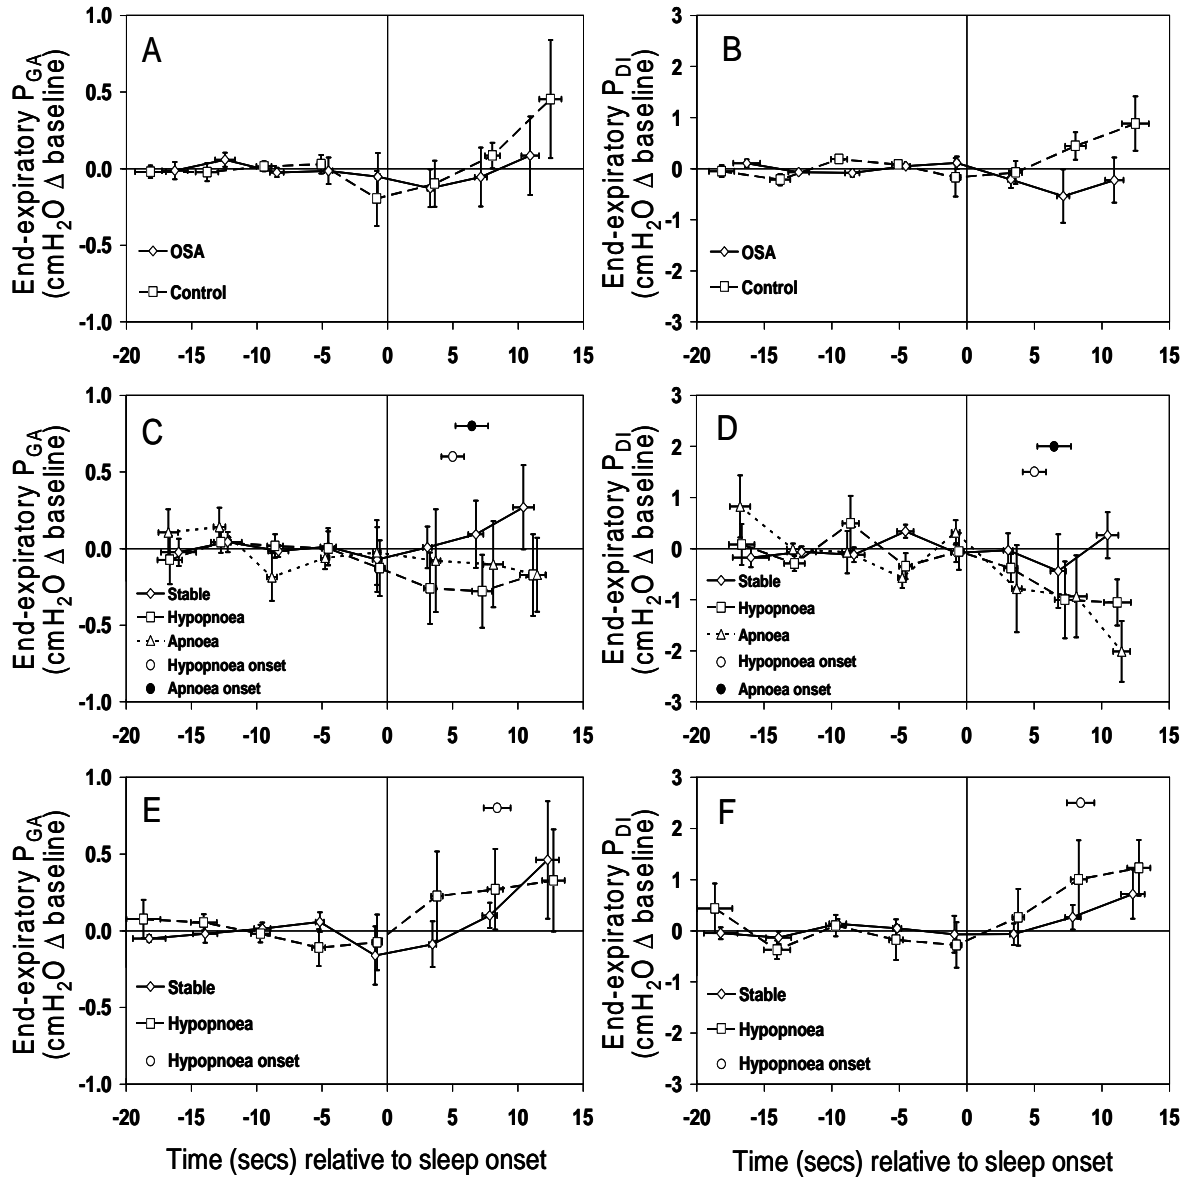 A
End-expiratory PGA
(cmH2O Δ baseline)
1.0
0.5
0.0
-0.5
-1.0
OSA
Control
-20 -15 -10 -5 0 5 10 15
B
End-expiratory PDI
(cmH2O Δ baseline)
3
2
1
0
-1
-2
-3
OSA
Control
-20 -15 -10 -5 0 5 10 15
C
End-expiratory PGA
(cmH2O Δ baseline)
1.0
0.5
0.0
-0.5
-1.0
Stable
Hypopnoea
Apnoea
Hypopnoea onset
Apnoea onset
-20 -15 -10 -5 0 5 10 15
D
End-expiratory PDI
(cmH2O Δ baseline)
3
2
1
0
-1
-2
-3
Stable
Hypopnoea
Apnoea
Hypopnoea onset
Apnoea onset
-20 -15 -10 -5 0 5 10 15
E
End-expiratory PGA
(cmH2O Δ baseline)
1.0
0.5
0.0
-0.5
-1.0
Stable
Hypopnoea
Hypopnoea onset
-20 -15 -10 -5 0 5 10 15
Time (secs) relative to sleep onset
F
End-expiratory PDI
(cmH2O Δ baseline)
3
2
1
0
-1
-2
-3
Stable
Hypopnoea
Hypopnoea onset
-20 -15 -10 -5 0 5 10 15
Time (secs) relative to sleep onset